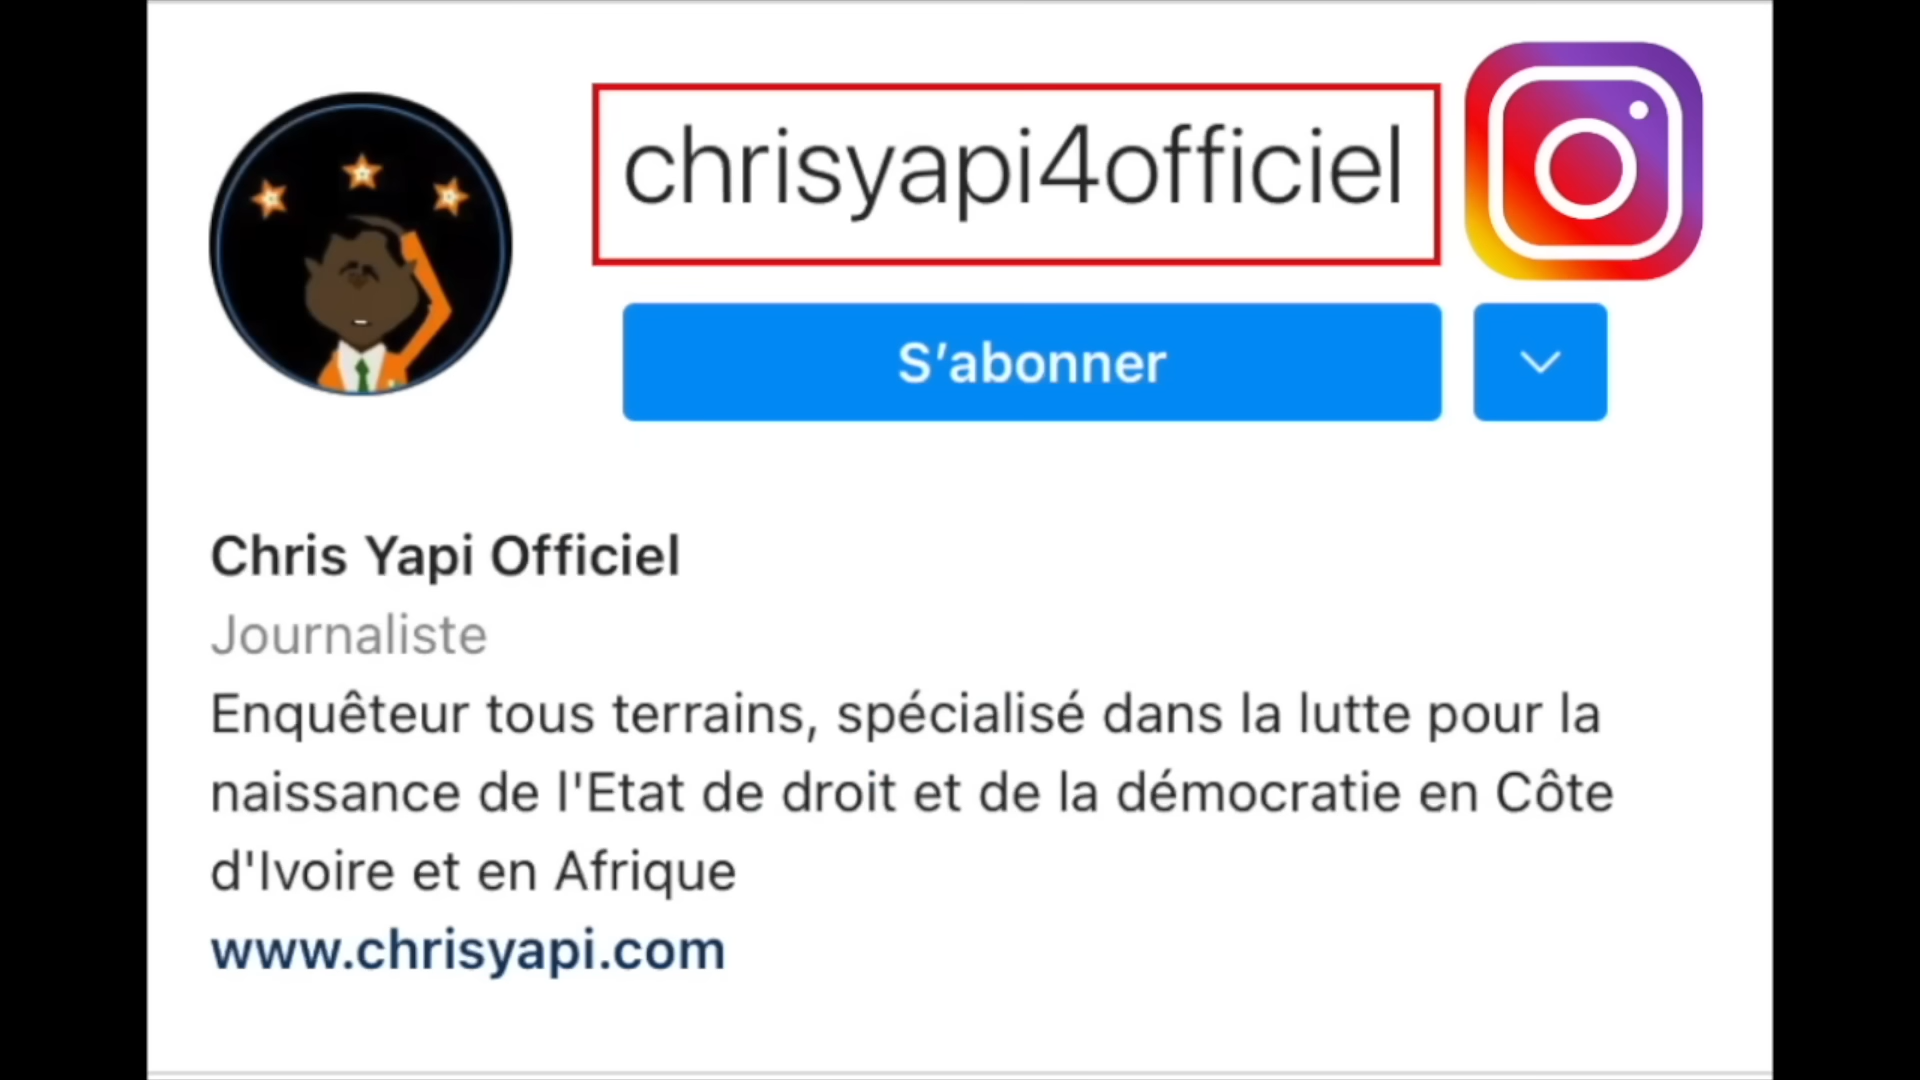 chrisyapi4officiel
S’abonner
Chris Yapi Officiel
Journaliste
Enquêteur tous terrains, spécialisé dans la lutte pour la
naissance de l'Etat de droit et de la démocratie en Côte
d'Ivoire et en Afrique
www.chrisyapi.com